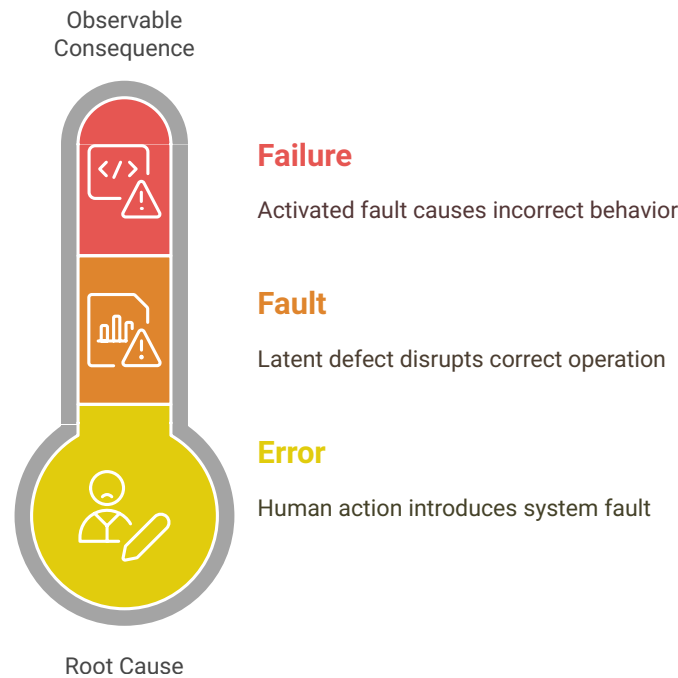 Observable
Consequence
</>
Failure
Activated fault causes incorrect behavior
Fault
Latent defect disrupts correct operation
Error
Human action introduces system fault
Root Cause